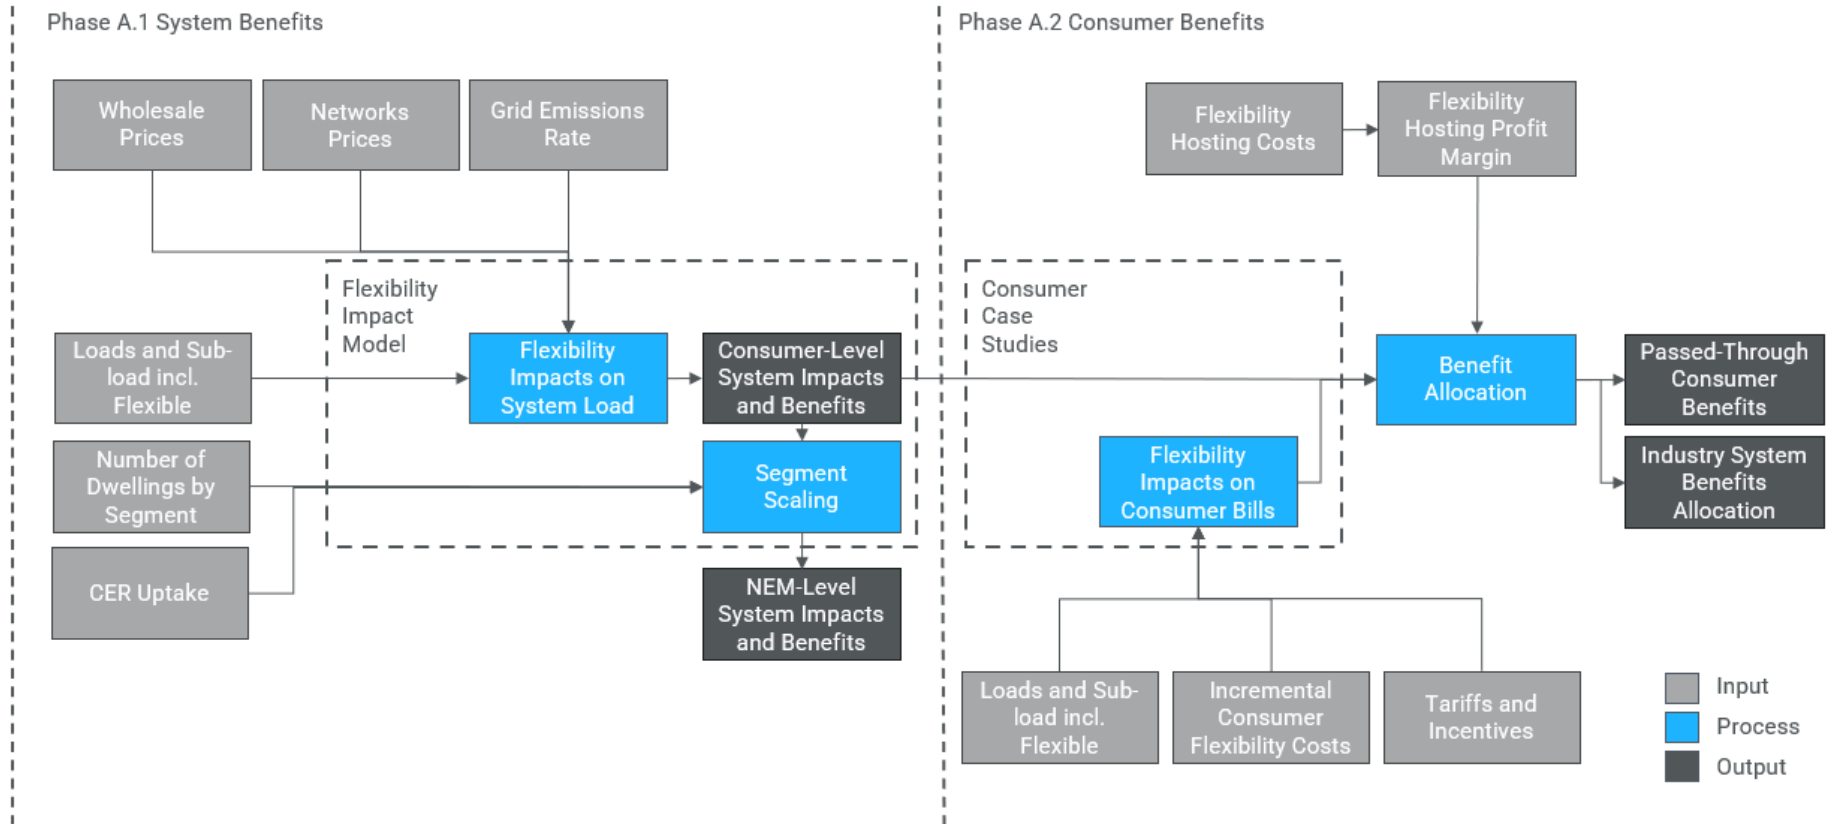 Phase A.1 System Benefits
Phase A.2 Consumer Benefits
Wholesale
Prices
Networks
Prices
Grid Emissions
Rate
Flexibility
Hosting Costs
Flexibility
Hosting Profit
Margin
Flexibility
Impact
Model
Consumer
Case
Studies
Loads and Sub-
load incl.
Flexible
Flexibility
Impacts on
System Load
Consumer-Level
System Impacts
and Benefits
Benefit
Allocation
Passed-Through
Consumer
Benefits
Number of
Dwellings by
Segment
Segment
Scaling
Flexibility
Impacts on
Consumer Bills
Industry System
Benefits
Allocation
CER Uptake
NEM-Level
System Impacts
and Benefits
Loads and Sub-
load incl.
Flexible
Incremental
Consumer
Flexibility Costs
Tariffs and
Incentives
Input
Process
Output